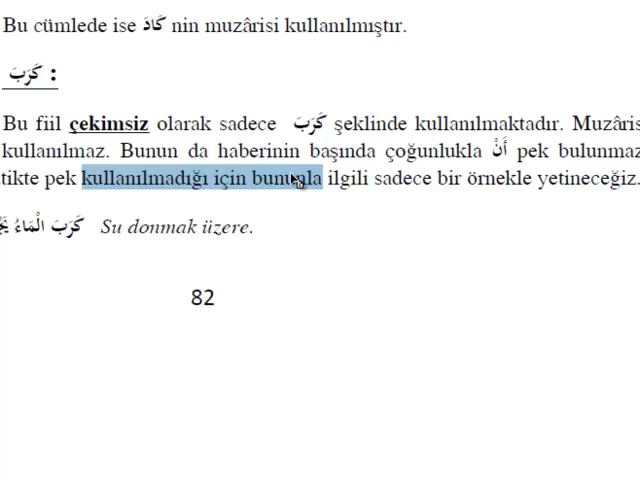 Bu cümlede ise كَادَ nin muzârisi kullanılmıştır.
كَرَبَ :
Bu fiil çekimsiz olarak sadece كَرَبَ şeklinde kullanılmaktadır. Muzâris
kullanılmaz. Bunun da haberinin başında çoğunlukla أَنْ pek bulunmaz
tikte pek kullanılmadığı için bununla ilgili sadece bir örnekle yetineceğiz.
كَرَبَ الْمَاءُ Su donmak üzere.
82